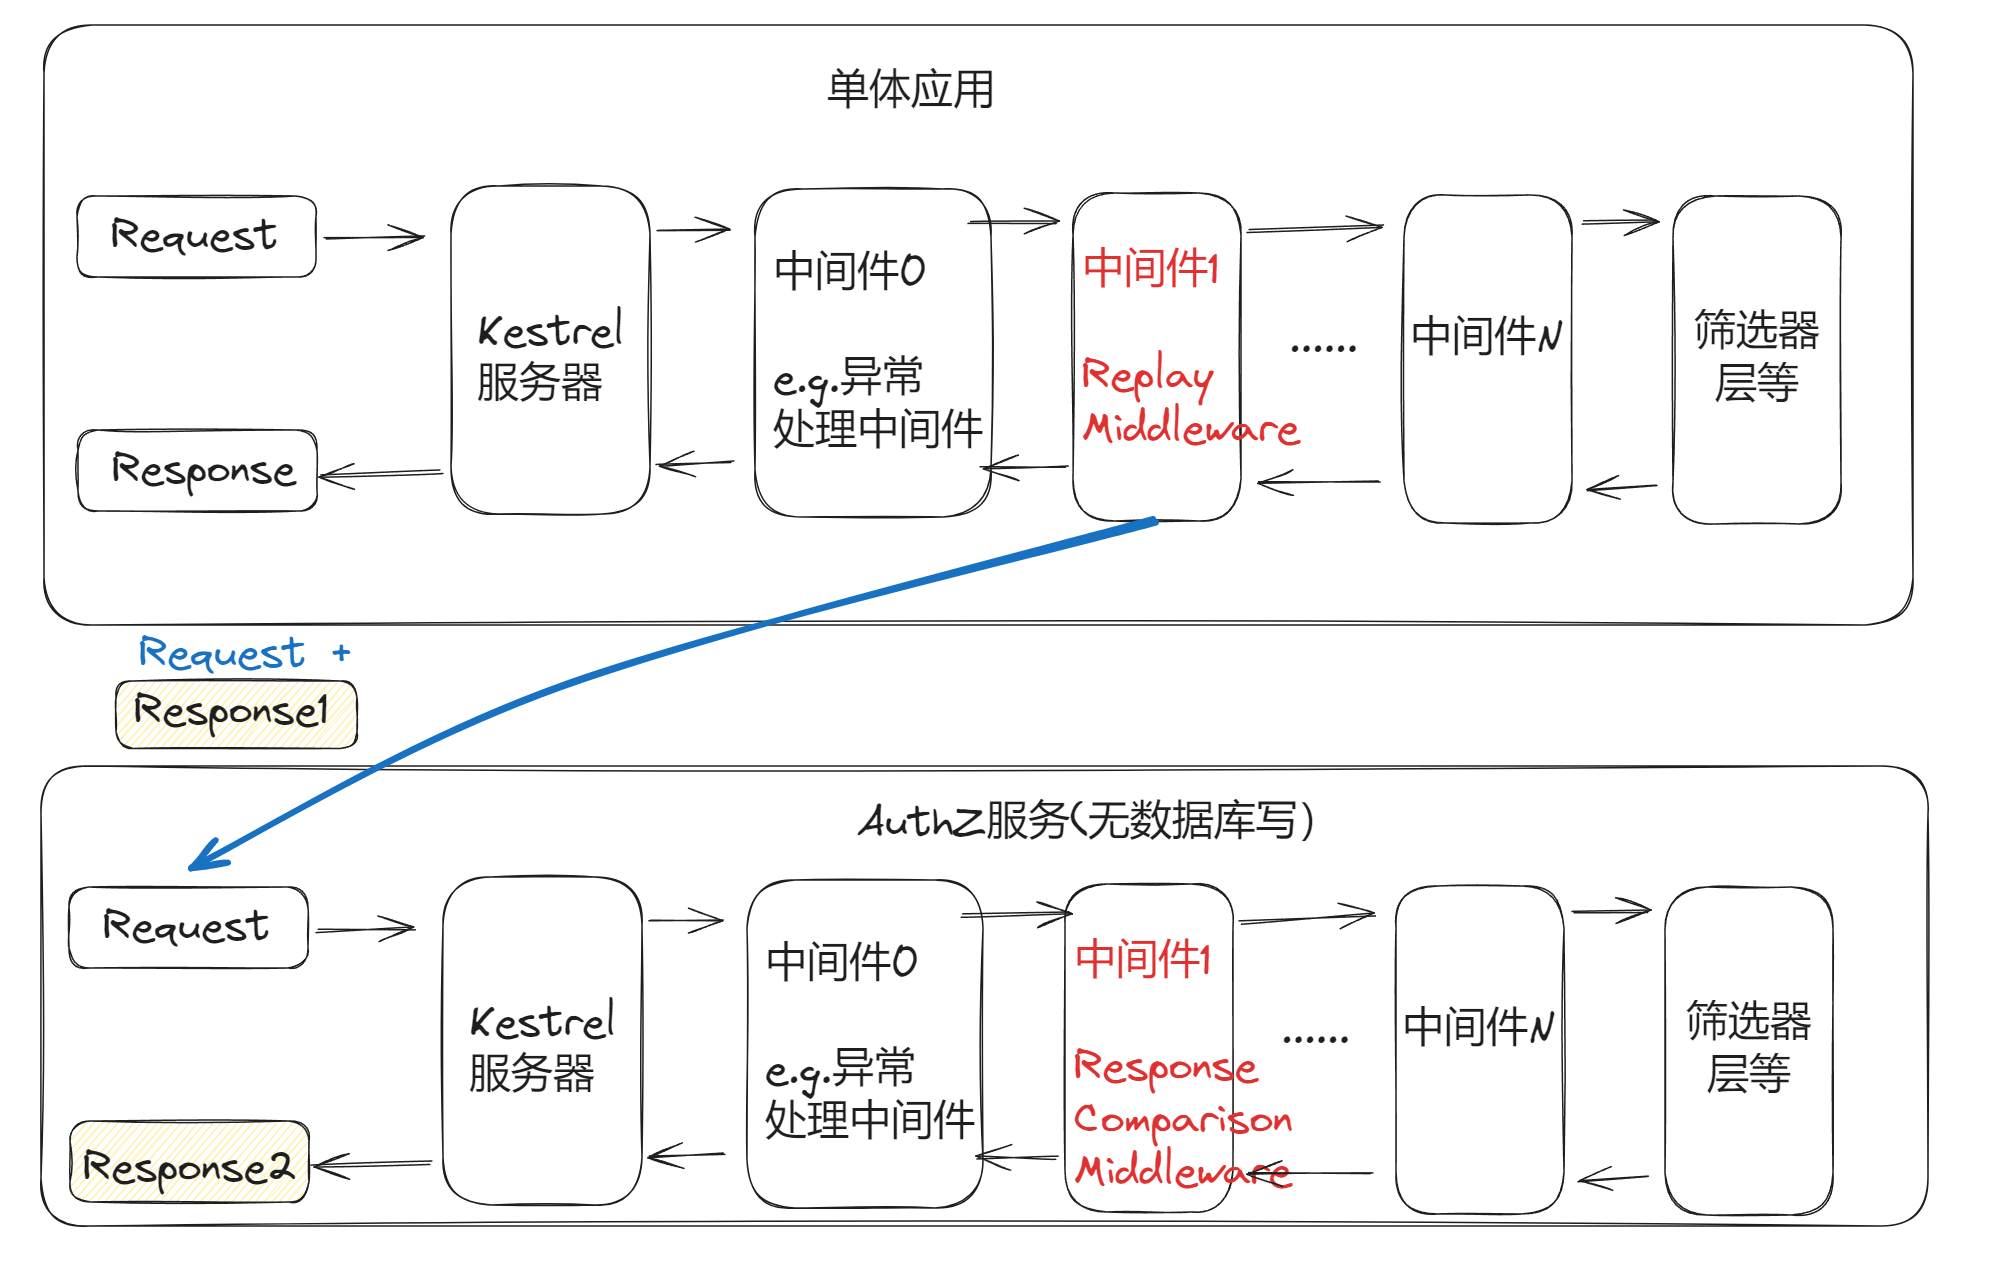 单体应用
Request
Response
Kestrel
服务器
中间件0
e.g.异常
处理中间件
中间件1
Replay
Middleware
......
中间件N
筛选器
层等
Request +
Response1
AuthZ服务(无数据库写)
Request
Response2
Kestrel
服务器
中间件0
e.g.异常
处理中间件
中间件1
Response
Comparison
Middleware
......
中间件N
筛选器
层等